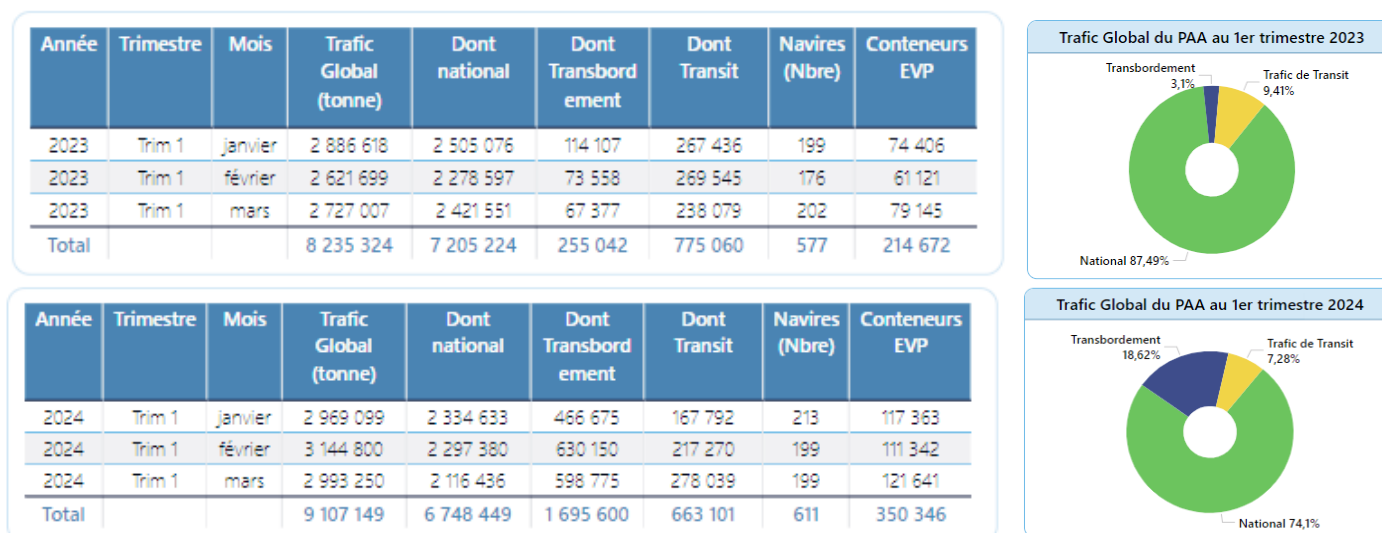 Année Trimestre Mois Trafic Global (tonne) Dont national Dont Transbord ement Dont Transit Navires (Nbre) Conteneurs EVP
2023 Trim 1 janvier 2 886 618 2 505 076 114 107 267 436 199 74 406
2023 Trim 1 février 2 621 699 2 278 597 73 558 269 545 176 61 121
2023 Trim 1 mars 2 727 007 2 421 551 67 377 238 079 202 79 145
Total 8 235 324 7 205 224 255 042 775 060 577 214 672
Trafic Global du PAA au 1er trimestre 2023
Transbordement
3,1%
Trafic de Transit
9,41%
National 87,49%
Année Trimestre Mois Trafic Global (tonne) Dont national Dont Transbord ement Dont Transit Navires (Nbre) Conteneurs EVP
2024 Trim 1 janvier 2 969 099 2 334 633 466 675 167 792 213 117 363
2024 Trim 1 février 3 144 800 2 297 380 630 150 217 270 199 111 342
2024 Trim 1 mars 2 993 250 2 116 436 598 775 278 039 199 121 641
Total 9 107 149 6 748 449 1 695 600 663 101 611 350 346
Trafic Global du PAA au 1er trimestre 2024
Transbordement
18,62%
Trafic de Transit
7,28%
National 74,1%